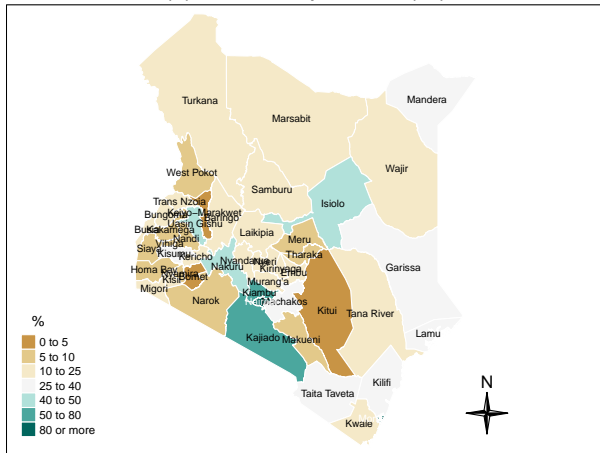 Mandera
Turkana
Marsabit
Wajir
West Pokot
Samburu
Isiolo
Trans Nzoia
Keiyo-Marakwet
Bungoma
Baringo
Uasin Gishu
Busia
Kakamega
Laikipia
Meru
Nandi
Vihiga
Siaya
Kisumu
Tharaka
Kericho
Nyandarua
Nyeri
Garissa
Nakuru
Kirinyaga
Embu
Homa Bay
Nyamira
Bomet
Kisii
Murang'a
Migori
Kiambu
Narok
Machakos
Kitui
Tana River
Kajiado
Makueni
Lamu
Taita Taveta
Kilifi
Kwale
%
0 to 5
5 to 10
10 to 25
25 to 40
40 to 50
50 to 80
80 or more
N